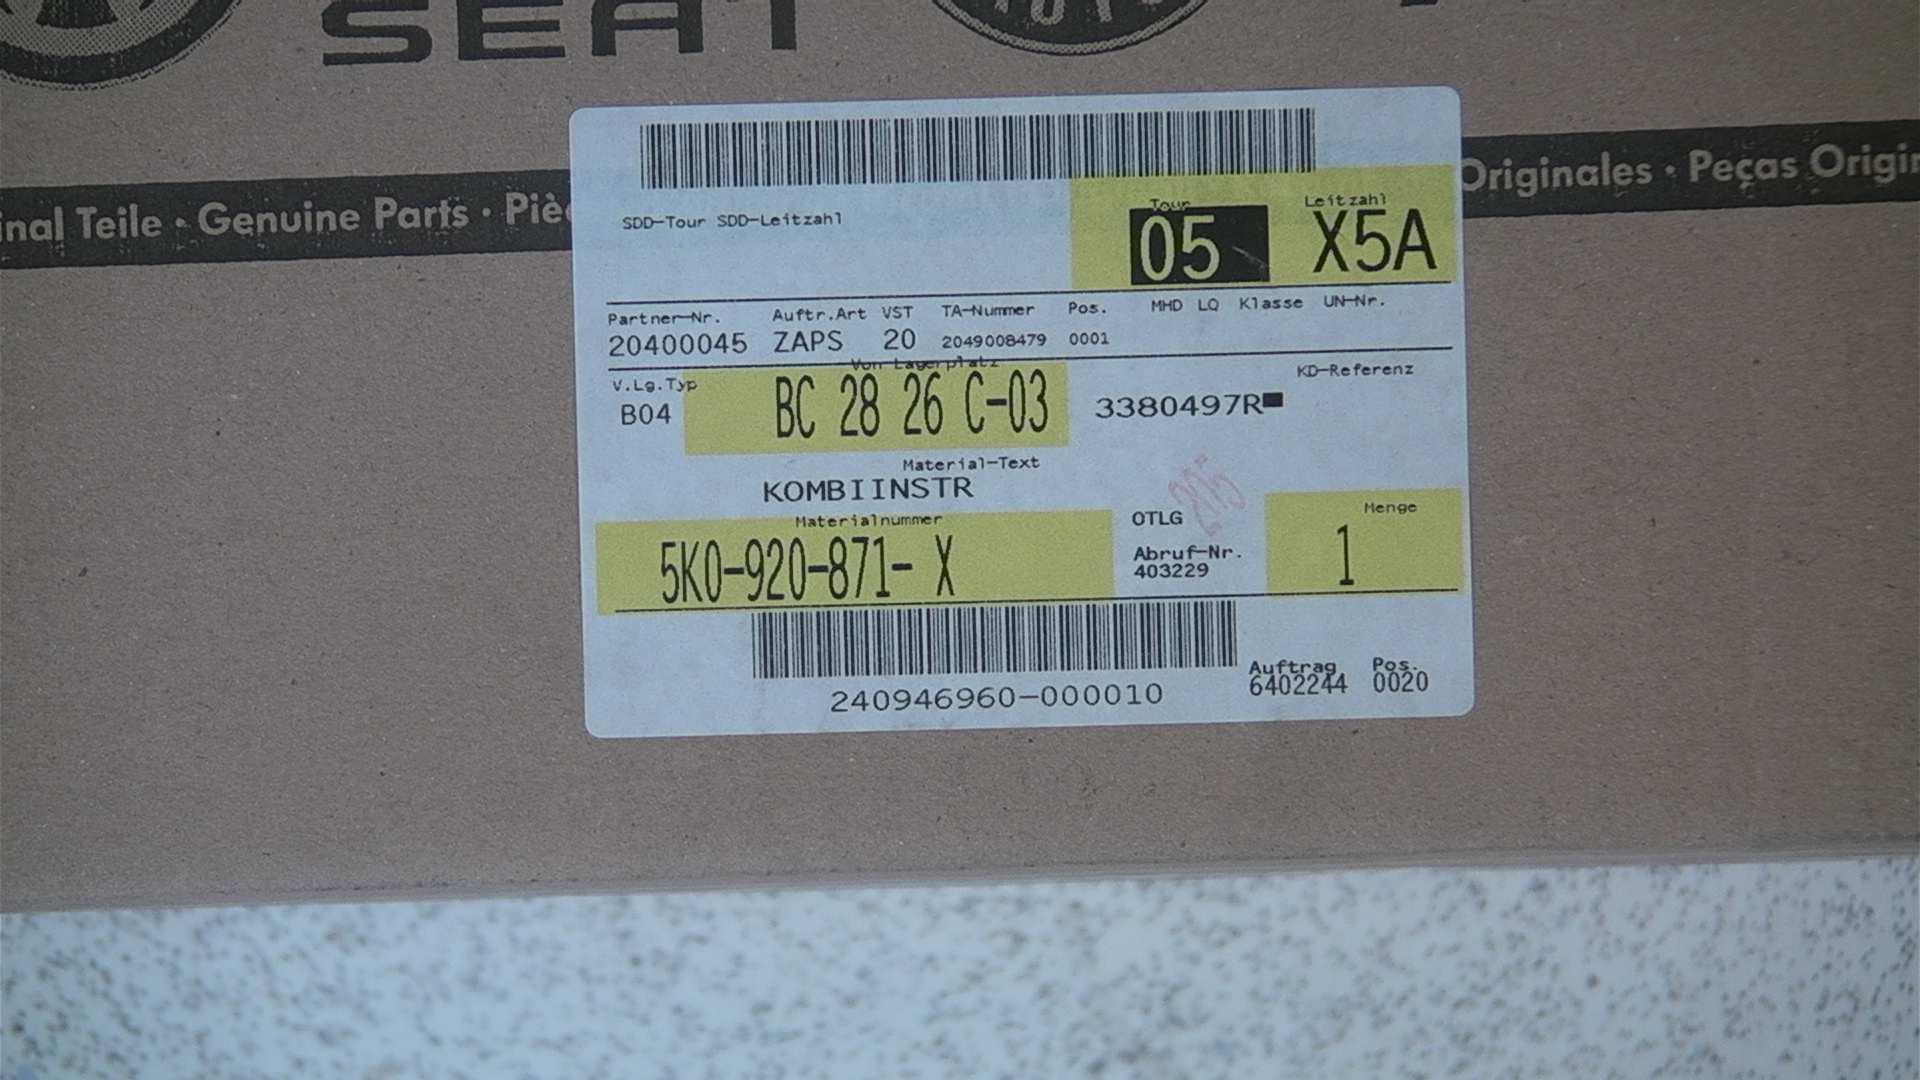 SEAT
inal Teile · Genuine Parts · Piè
Originales · Peças Origin
SDD-Tour SDD-Leitzahl
Tour
Leitzahl
05
X5A
Partner-Nr. Auftr.Art VST TA-Nummer Pos. MHD LQ Klasse UN-Nr.
20400045 ZAPS 20 2049008479 0001
V.Lg.Typ Von Lagerplatz KD-Referenz
B04 BC 28 26 C-03 3380497R
Material-Text
KOMBIINSTR
Materialnummer OTLG Menge
5K0-920-871- X
Abruf-Nr.
403229
1
240946960-000010
Auftrag Pos.
6402244 0020